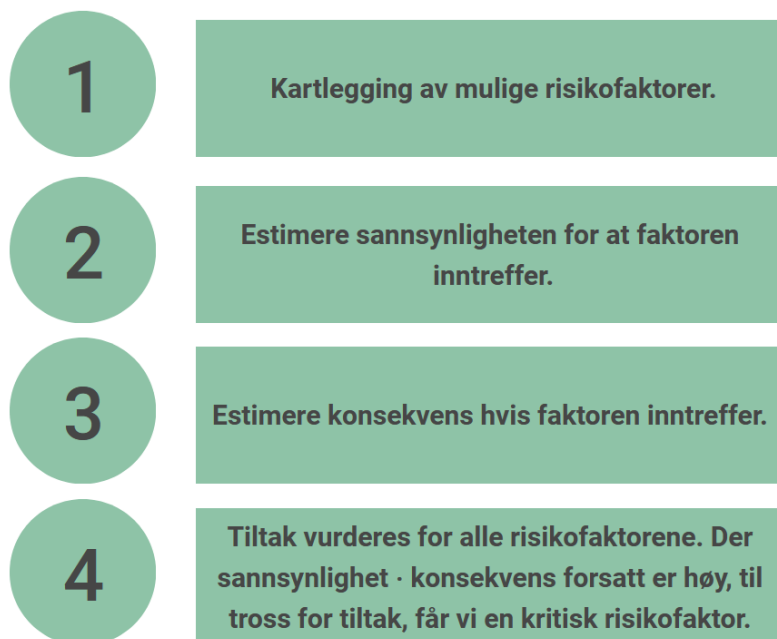 1
Kartlegging av mulige risikofaktorer.
2
Estimere sannsynligheten for at faktoren
inntreffer.
3
Estimere konsekvens hvis faktoren inntreffer.
4
Tiltak vurderes for alle risikofaktorene. Der
sannsynlighet · konsekvens forsatt er høy, til
tross for tiltak, får vi en kritisk risikofaktor.